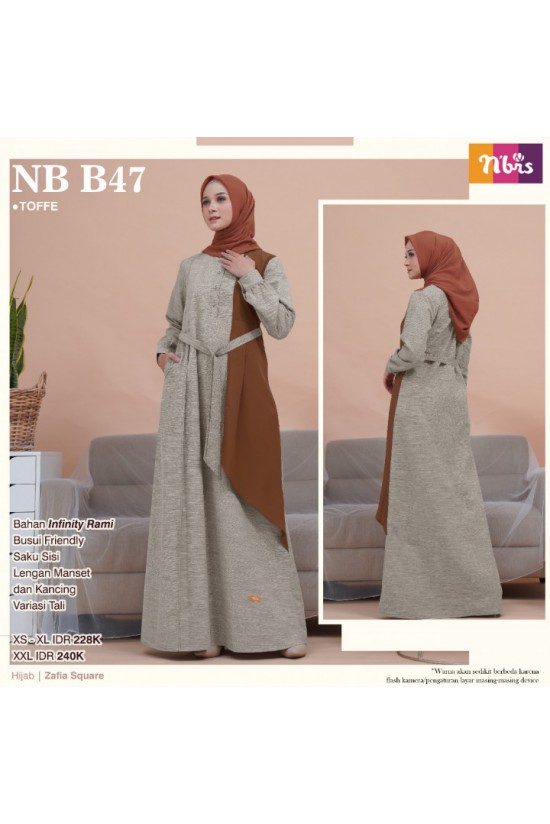 NB B47
•TOFFE
Nbrs
Bahan Infinity Rami
Busui Friendly
Saku Sisi
Lengan Manset
dan Kancing
Variasi Tali
XS - XL IDR 228K
XXL IDR 240K
Hijab | Zafia Square
*Warna akan sedikit berbeda karena
flash kamera/pengaturan layar masing-masing device